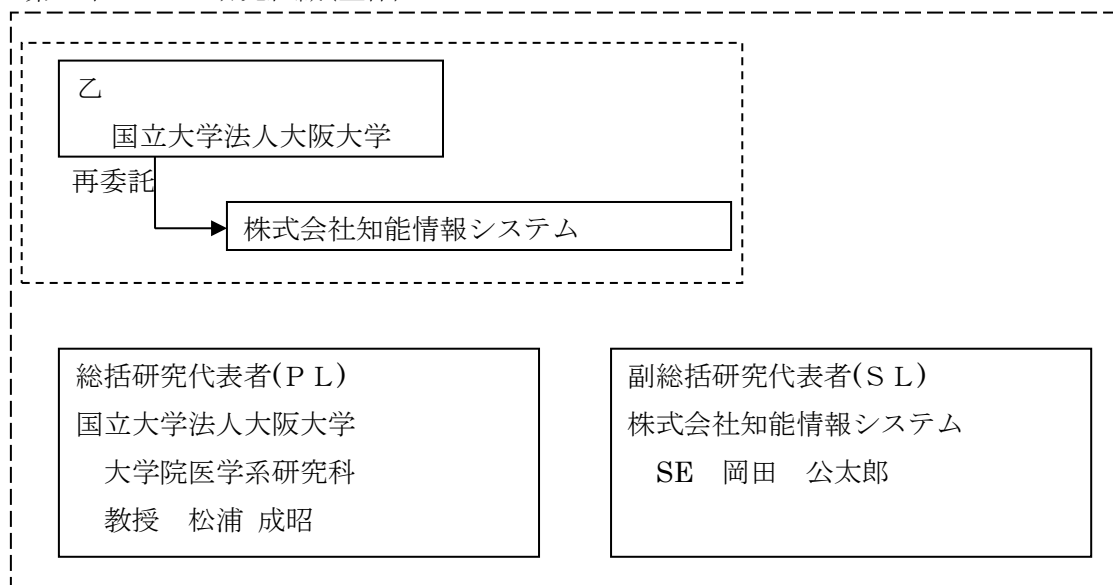 乙
国立大学法人大阪大学
再委託
株式会社知能情報システム
総括研究代表者(ＰＬ)
国立大学法人大阪大学
大学院医学系研究科
教授　松浦 成昭
副総括研究代表者(ＳＬ)
株式会社知能情報システム
SE　岡田　公太郎